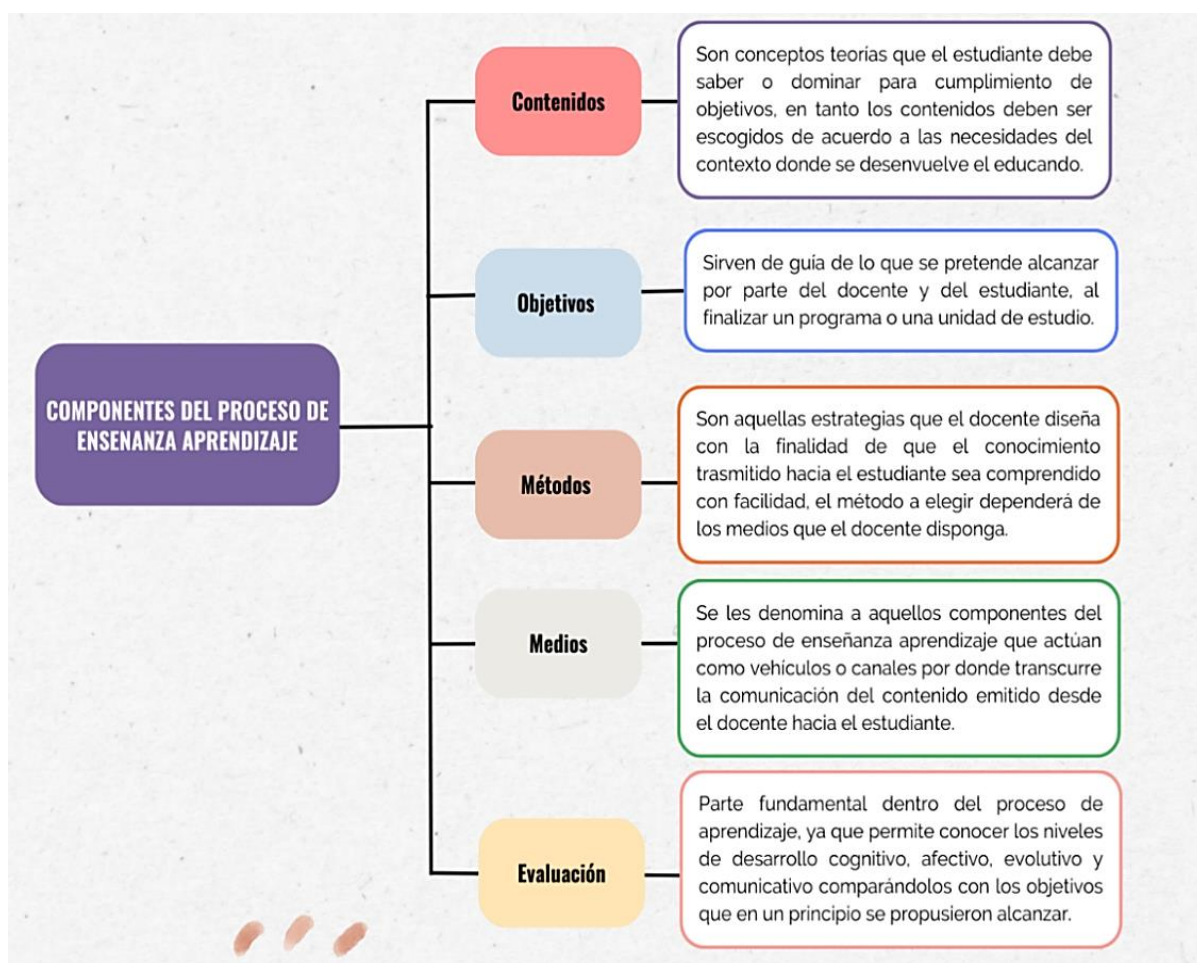 COMPONENTES DEL PROCESO DE
ENSENANZA APRENDIZAJE
Contenidos
Son conceptos teorías que el estudiante debe
saber o dominar para cumplimiento de
objetivos, en tanto los contenidos deben ser
escogidos de acuerdo a las necesidades del
contexto donde se desenvuelve el educando.
Objetivos
Sirven de guía de lo que se pretende alcanzar
por parte del docente y del estudiante, al
finalizar un programa o una unidad de estudio.
Métodos
Son aquellas estrategias que el docente diseña
con la finalidad de que el conocimiento
trasmitido hacia el estudiante sea comprendido
con facilidad, el método a elegir dependerá de
los medios que el docente disponga.
Medios
Se les denomina a aquellos componentes del
proceso de enseñanza aprendizaje que actúan
como vehículos o canales por donde transcurre
la comunicación del contenido emitido desde
el docente hacia el estudiante.
Evaluación
Parte fundamental dentro del proceso de
aprendizaje, ya que permite conocer los niveles
de desarrollo cognitivo, afectivo, evolutivo y
comunicativo comparándolos con los objetivos
que en un principio se propusieron alcanzar.